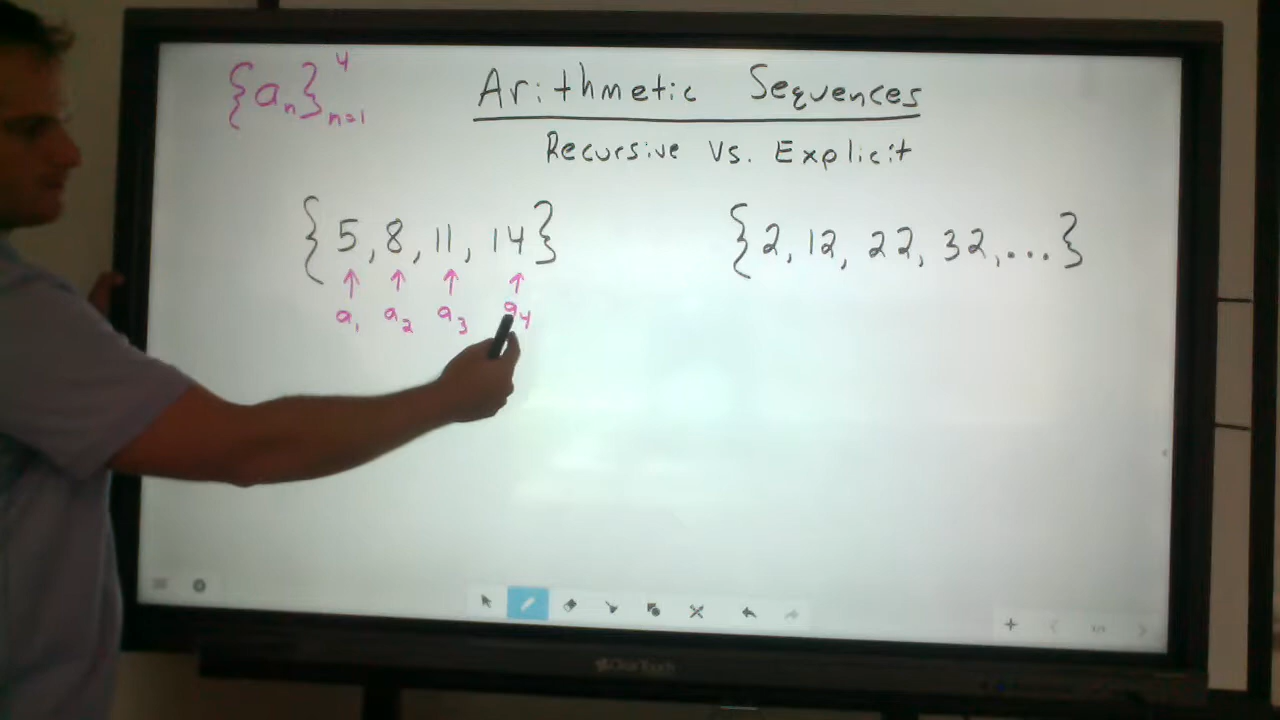 {aₙ}⁴ₙ₌₁
Arithmetic Sequences
Recursive Vs. Explicit
{5, 8, 11, 14}
{2, 12, 22, 32, ...}
↑ ↑ ↑ ↑
a₁ a₂ a₃ a₄